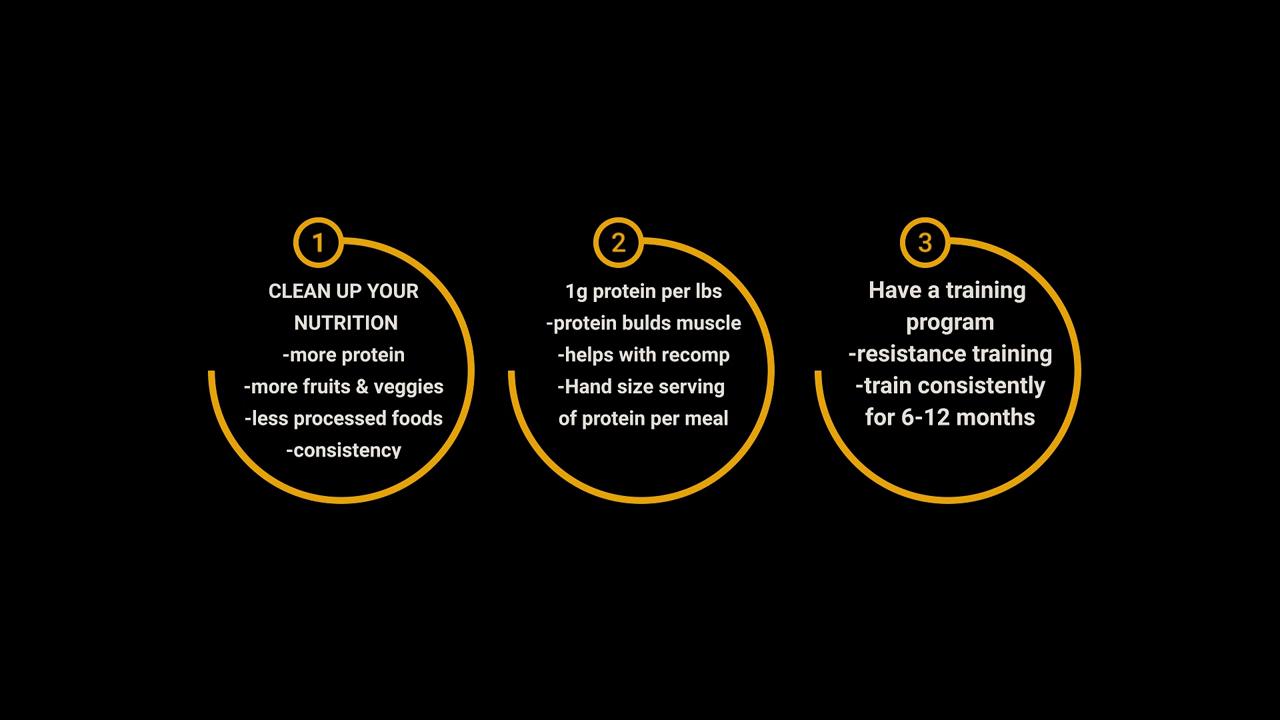 1
CLEAN UP YOUR
NUTRITION
-more protein
-more fruits & veggies
-less processed foods
-consistency
2
1g protein per lbs
-protein bulds muscle
-helps with recomp
-Hand size serving
of protein per meal
3
Have a training
program
-resistance training
-train consistently
for 6-12 months